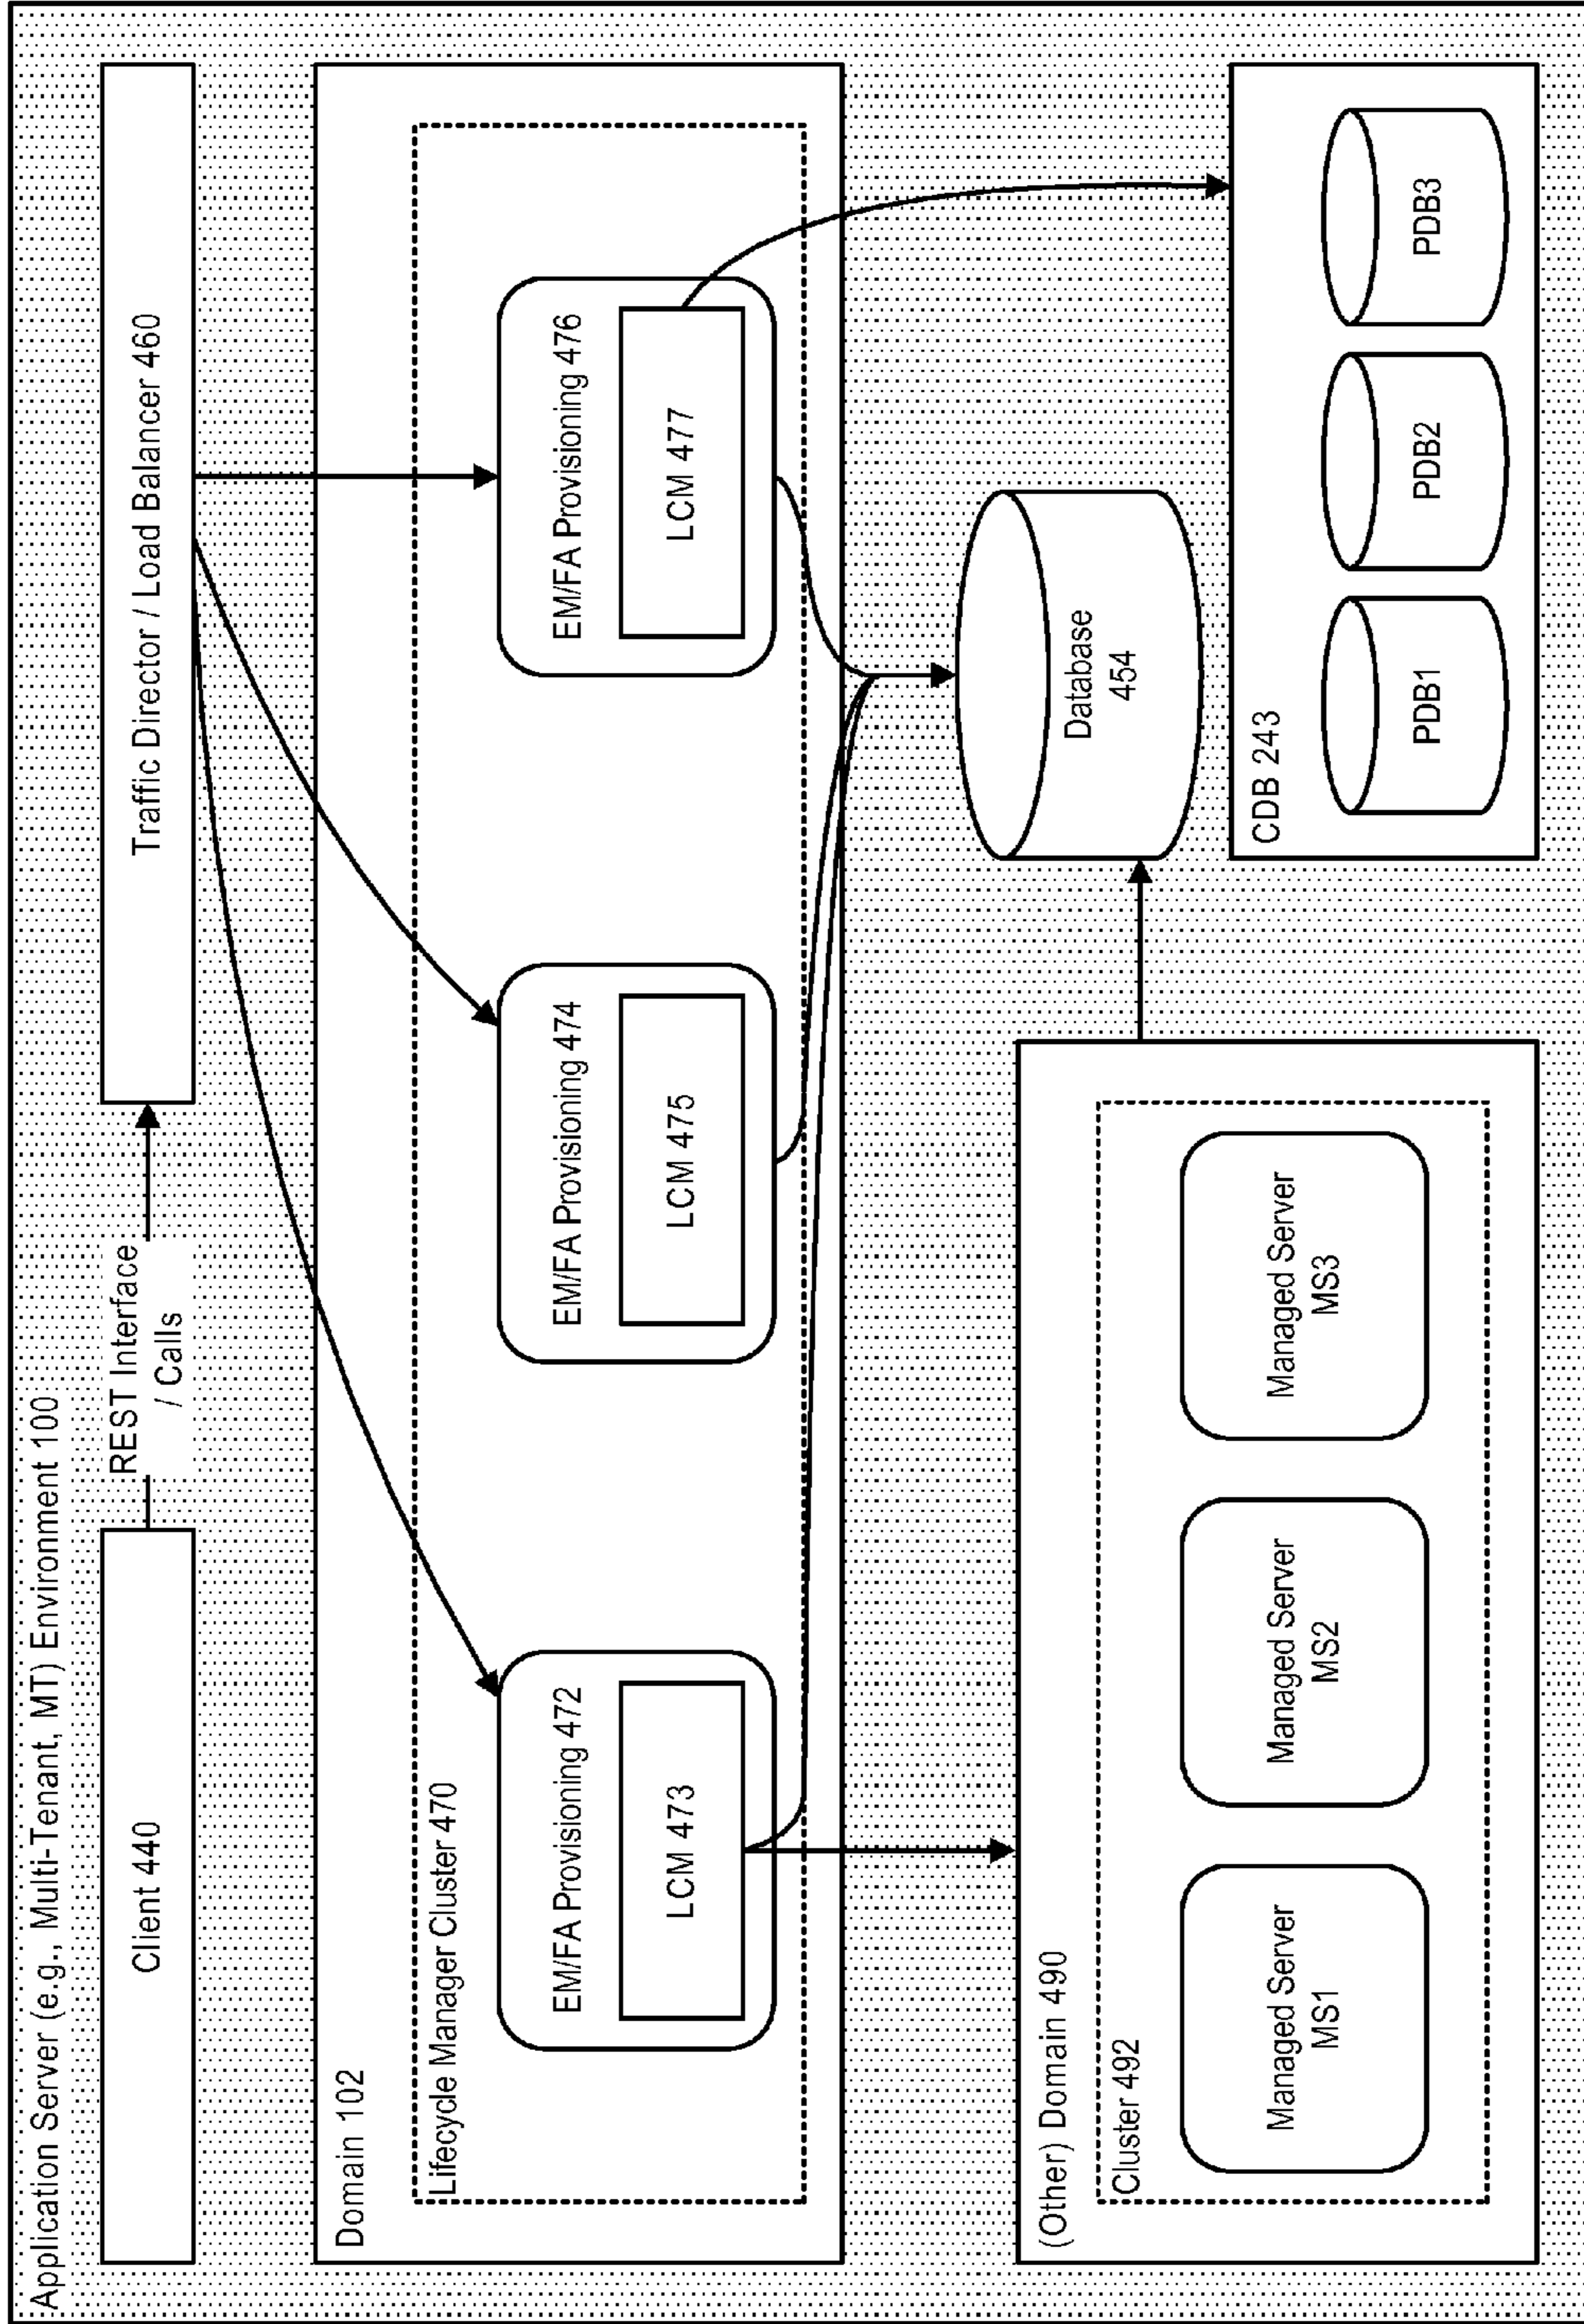 Application Server (e.g., Multi-Tenant, MT) Environment 100
Client 440
REST Interface
/ Calls
Traffic Director / Load Balancer 460
Domain 102
Lifecycle Manager Cluster 470
EM/FA Provisioning 472
LCM 473
EM/FA Provisioning 474
LCM 475
EM/FA Provisioning 476
LCM 477
(Other) Domain 490
Cluster 492
Managed Server
MS1
Managed Server
MS2
Managed Server
MS3
Database
454
CDB 243
PDB1
PDB2
PDB3